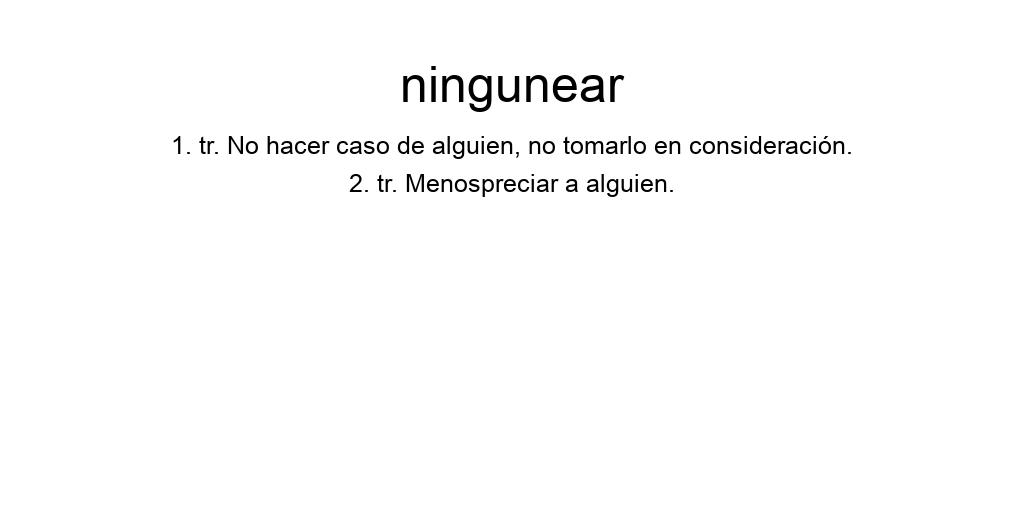 ningunear
1. tr. No hacer caso de alguien, no tomarlo en consideración.
2. tr. Menospreciar a alguien.